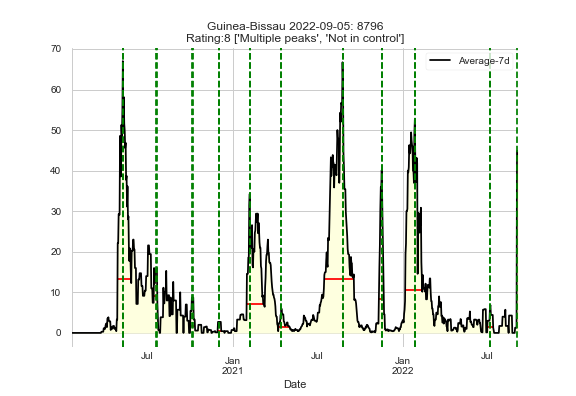 Guinea-Bissau 2022-09-05: 8796
Rating:8 ['Multiple peaks', 'Not in control']
Average-7d
70
60
50
40
30
20
10
0
Jul
Jan
2021
Jul
Jan
2022
Jul
Date